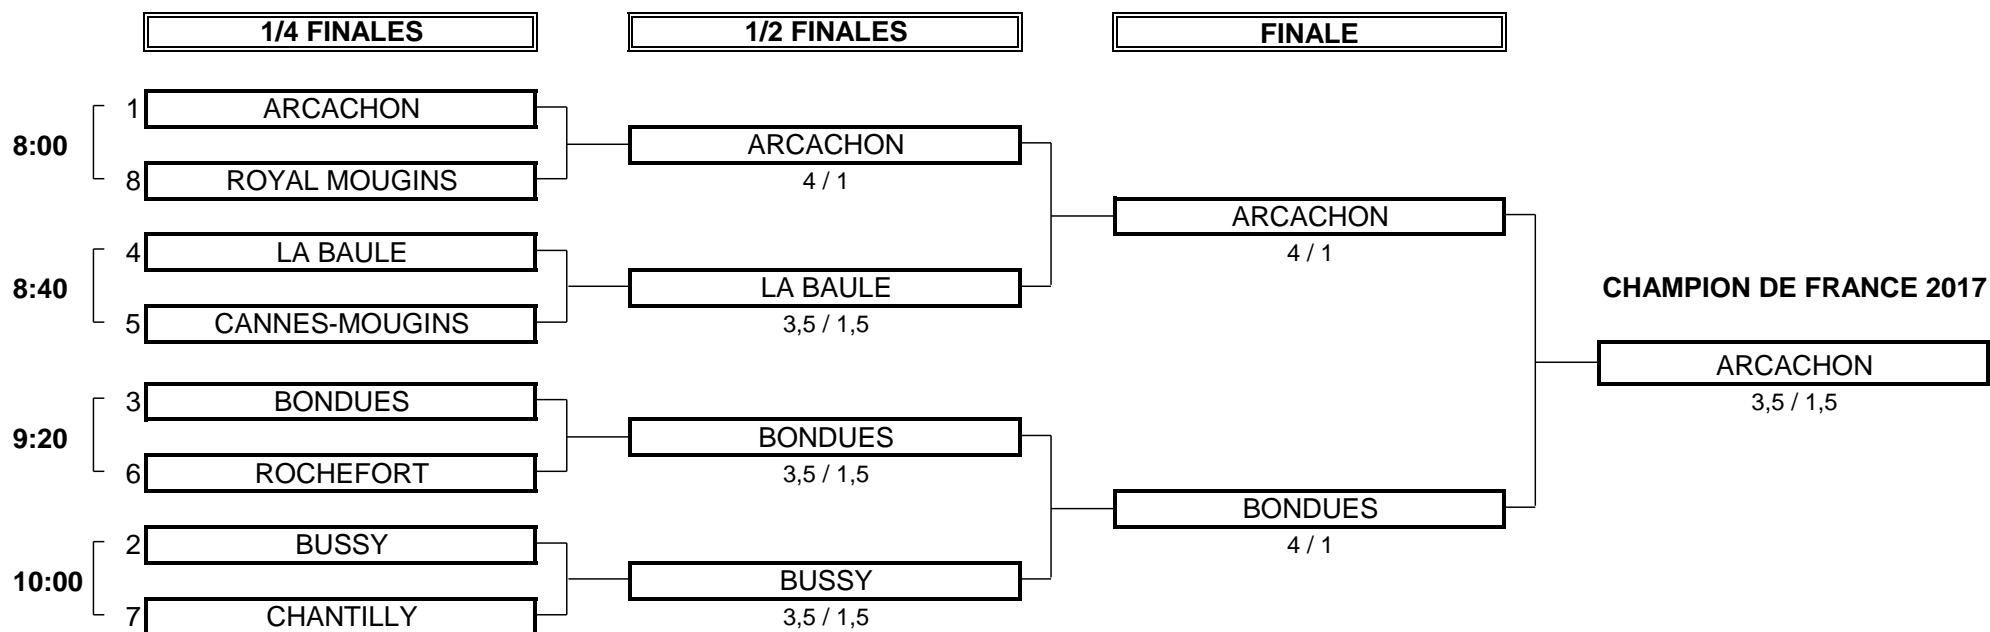 1/4 FINALES
1/2 FINALES
FINALE
1 ARCACHON
8:00
ARCACHON
8 ROYAL MOUGINS
4 / 1
ARCACHON
4 LA BAULE
4 / 1
8:40
LA BAULE
CHAMPION DE FRANCE 2017
5 CANNES-MOUGINS
3,5 / 1,5
ARCACHON
3 BONDUES
3,5 / 1,5
9:20
BONDUES
6 ROCHEFORT
3,5 / 1,5
BONDUES
2 BUSSY
4 / 1
10:00
BUSSY
7 CHANTILLY
3,5 / 1,5